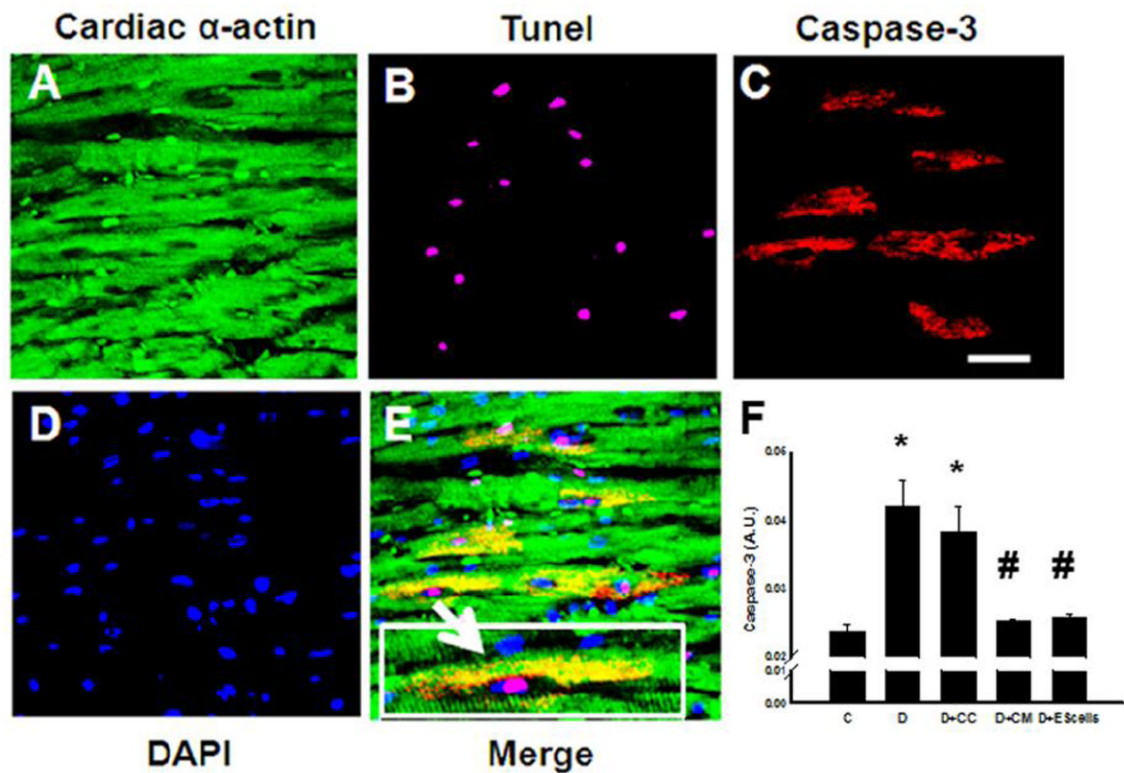 Cardiac α-actin
Tunel
Caspase-3
A
B
C
D
E
F
* *
# #
Caspase-3 (A.U.)
0.06
0.04
0.03
0.02
0.01
0.00
C D D+CC D+CM D+EScells
DAPI
Merge